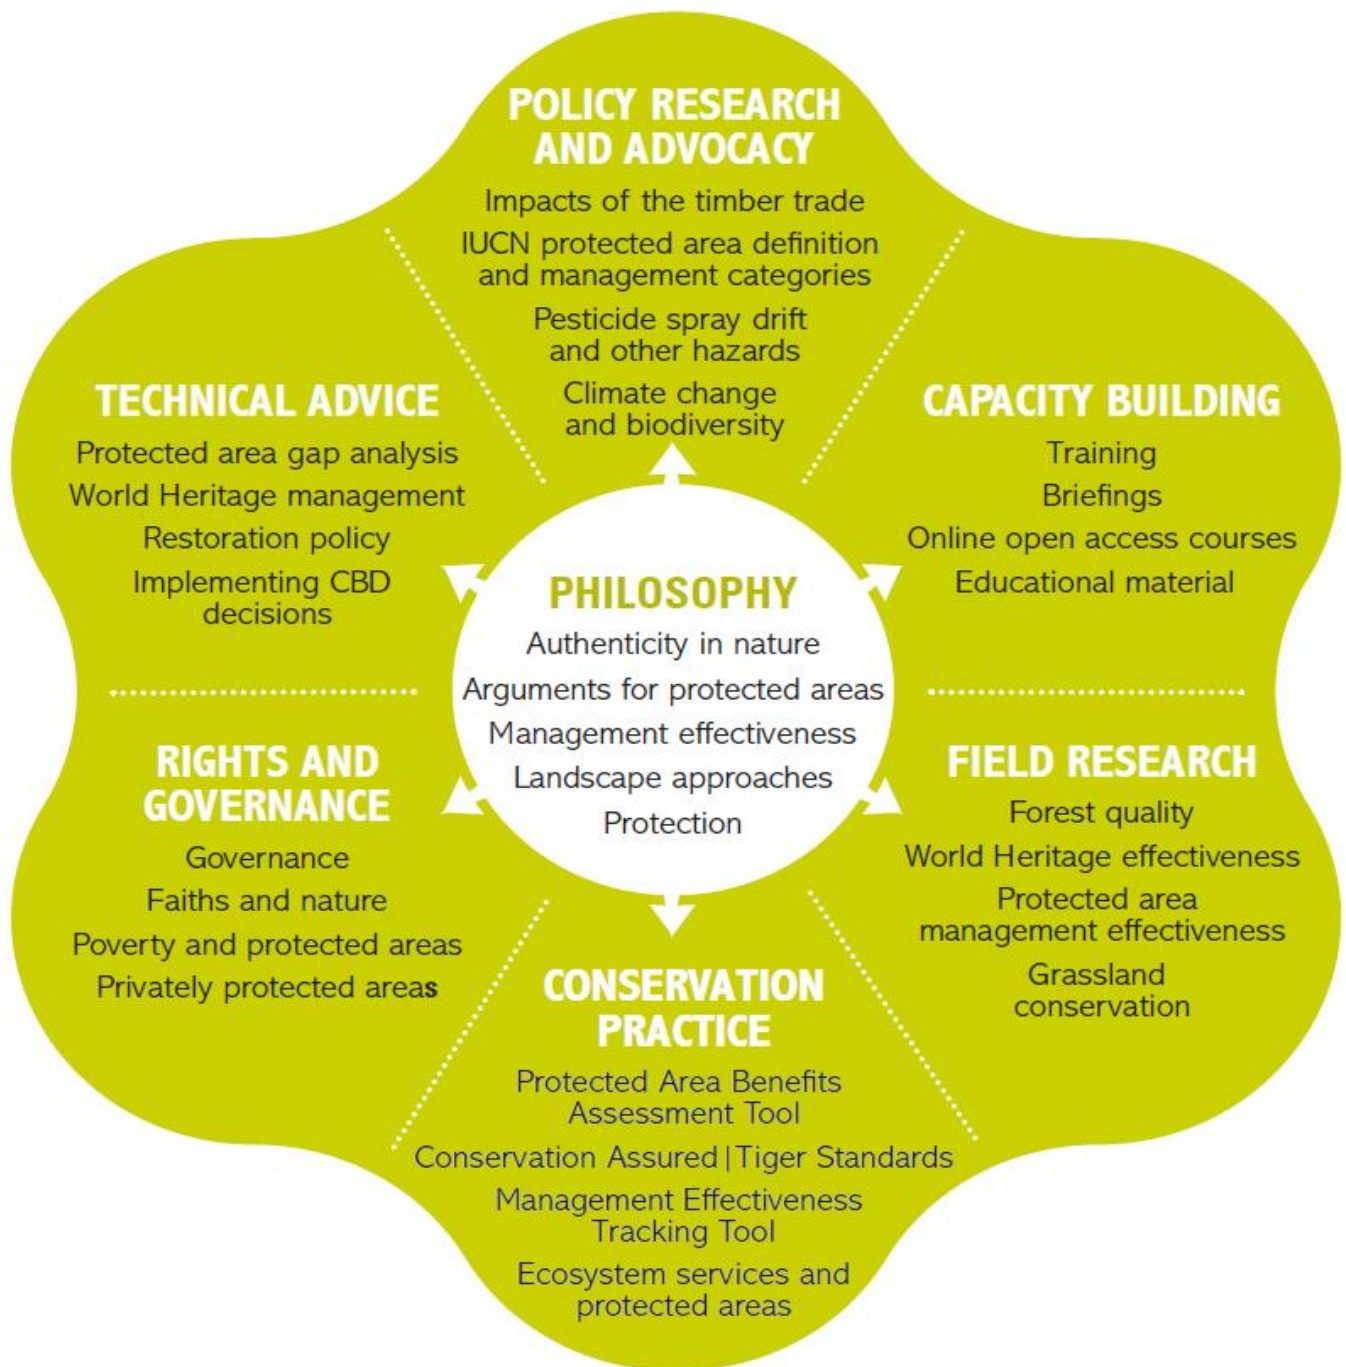 POLICY RESEARCH
AND ADVOCACY
Impacts of the timber trade
IUCN protected area definition
and management categories
Pesticide spray drift
and other hazards
Climate change
and biodiversity
TECHNICAL ADVICE
Protected area gap analysis
World Heritage management
Restoration policy
Implementing CBD
decisions
CAPACITY BUILDING
Training
Briefings
Online open access courses
Educational material
PHILOSOPHY
Authenticity in nature
Arguments for protected areas
Management effectiveness
Landscape approaches
Protection
RIGHTS AND
GOVERNANCE
Governance
Faiths and nature
Poverty and protected areas
Privately protected areas
FIELD RESEARCH
Forest quality
World Heritage effectiveness
Protected area
management effectiveness
Grassland
conservation
CONSERVATION
PRACTICE
Protected Area Benefits
Assessment Tool
Conservation Assured|Tiger Standards
Management Effectiveness
Tracking Tool
Ecosystem services and
protected areas